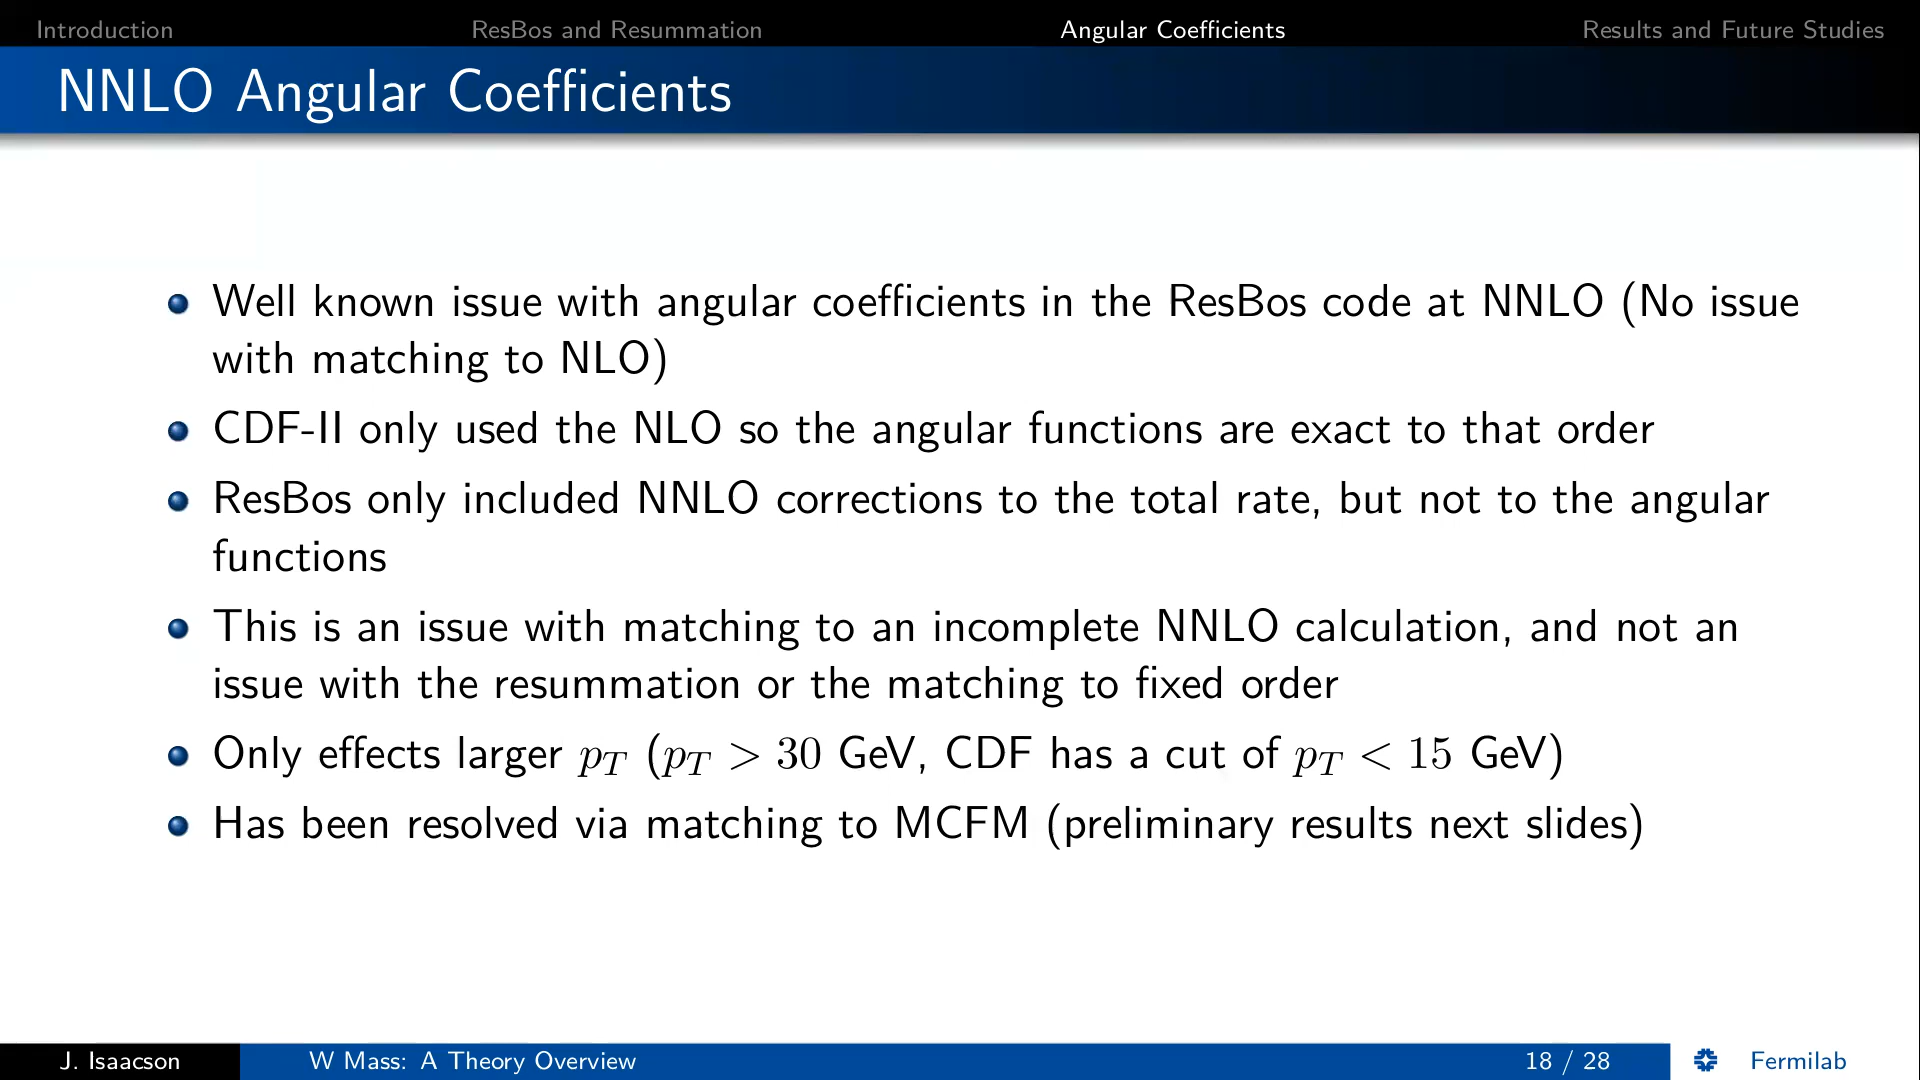 Introduction
ResBos and Resummation
Angular Coefficients
Results and Future Studies
NNLO Angular Coefficients
Well known issue with angular coefficients in the ResBos code at NNLO (No issue
with matching to NLO)
CDF-II only used the NLO so the angular functions are exact to that order
ResBos only included NNLO corrections to the total rate, but not to the angular
functions
This is an issue with matching to an incomplete NNLO calculation, and not an
issue with the resummation or the matching to fixed order
Only effects larger p_T (p_T > 30 GeV, CDF has a cut of p_T < 15 GeV)
Has been resolved via matching to MCFM (preliminary results next slides)
J. Isaacson
W Mass: A Theory Overview
18 / 28
Fermilab